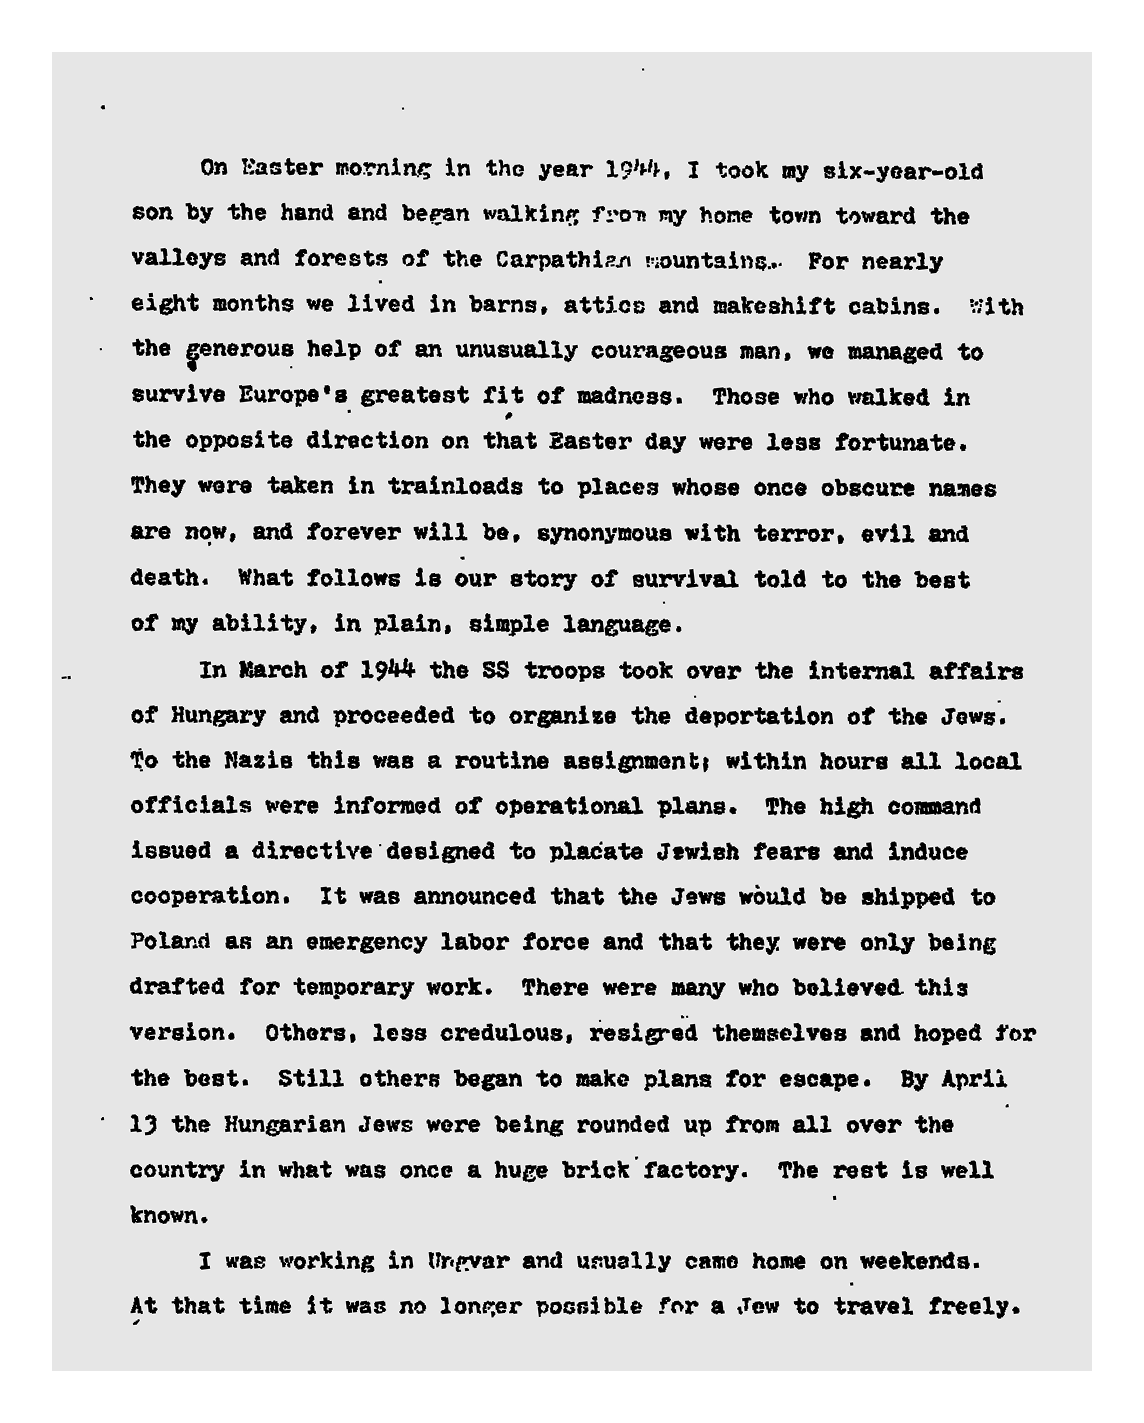 On Easter morning in the year 1944, I took my six-year-old
son by the hand and began walking from my home town toward the
valleys and forests of the Carpathian mountains. For nearly
eight months we lived in barns, attics and makeshift cabins. With
the generous help of an unusually courageous man, we managed to
survive Europe's greatest fit of madness. Those who walked in
the opposite direction on that Easter day were less fortunate.
They were taken in trainloads to places whose once obscure names
are now, and forever will be, synonymous with terror, evil and
death. What follows is our story of survival told to the best
of my ability, in plain, simple language.
In March of 1944 the SS troops took over the internal affairs
of Hungary and proceeded to organize the deportation of the Jews.
To the Nazis this was a routine assignment; within hours all local
officials were informed of operational plans. The high command
issued a directive designed to placate Jewish fears and induce
cooperation. It was announced that the Jews would be shipped to
Poland as an emergency labor force and that they were only being
drafted for temporary work. There were many who believed this
version. Others, less credulous, resigred themselves and hoped for
the best. Still others began to make plans for escape. By April
13 the Hungarian Jews were being rounded up from all over the
country in what was once a huge brick factory. The rest is well
known.
I was working in Ungvar and usually came home on weekends.
At that time it was no longer possible for a Jew to travel freely.